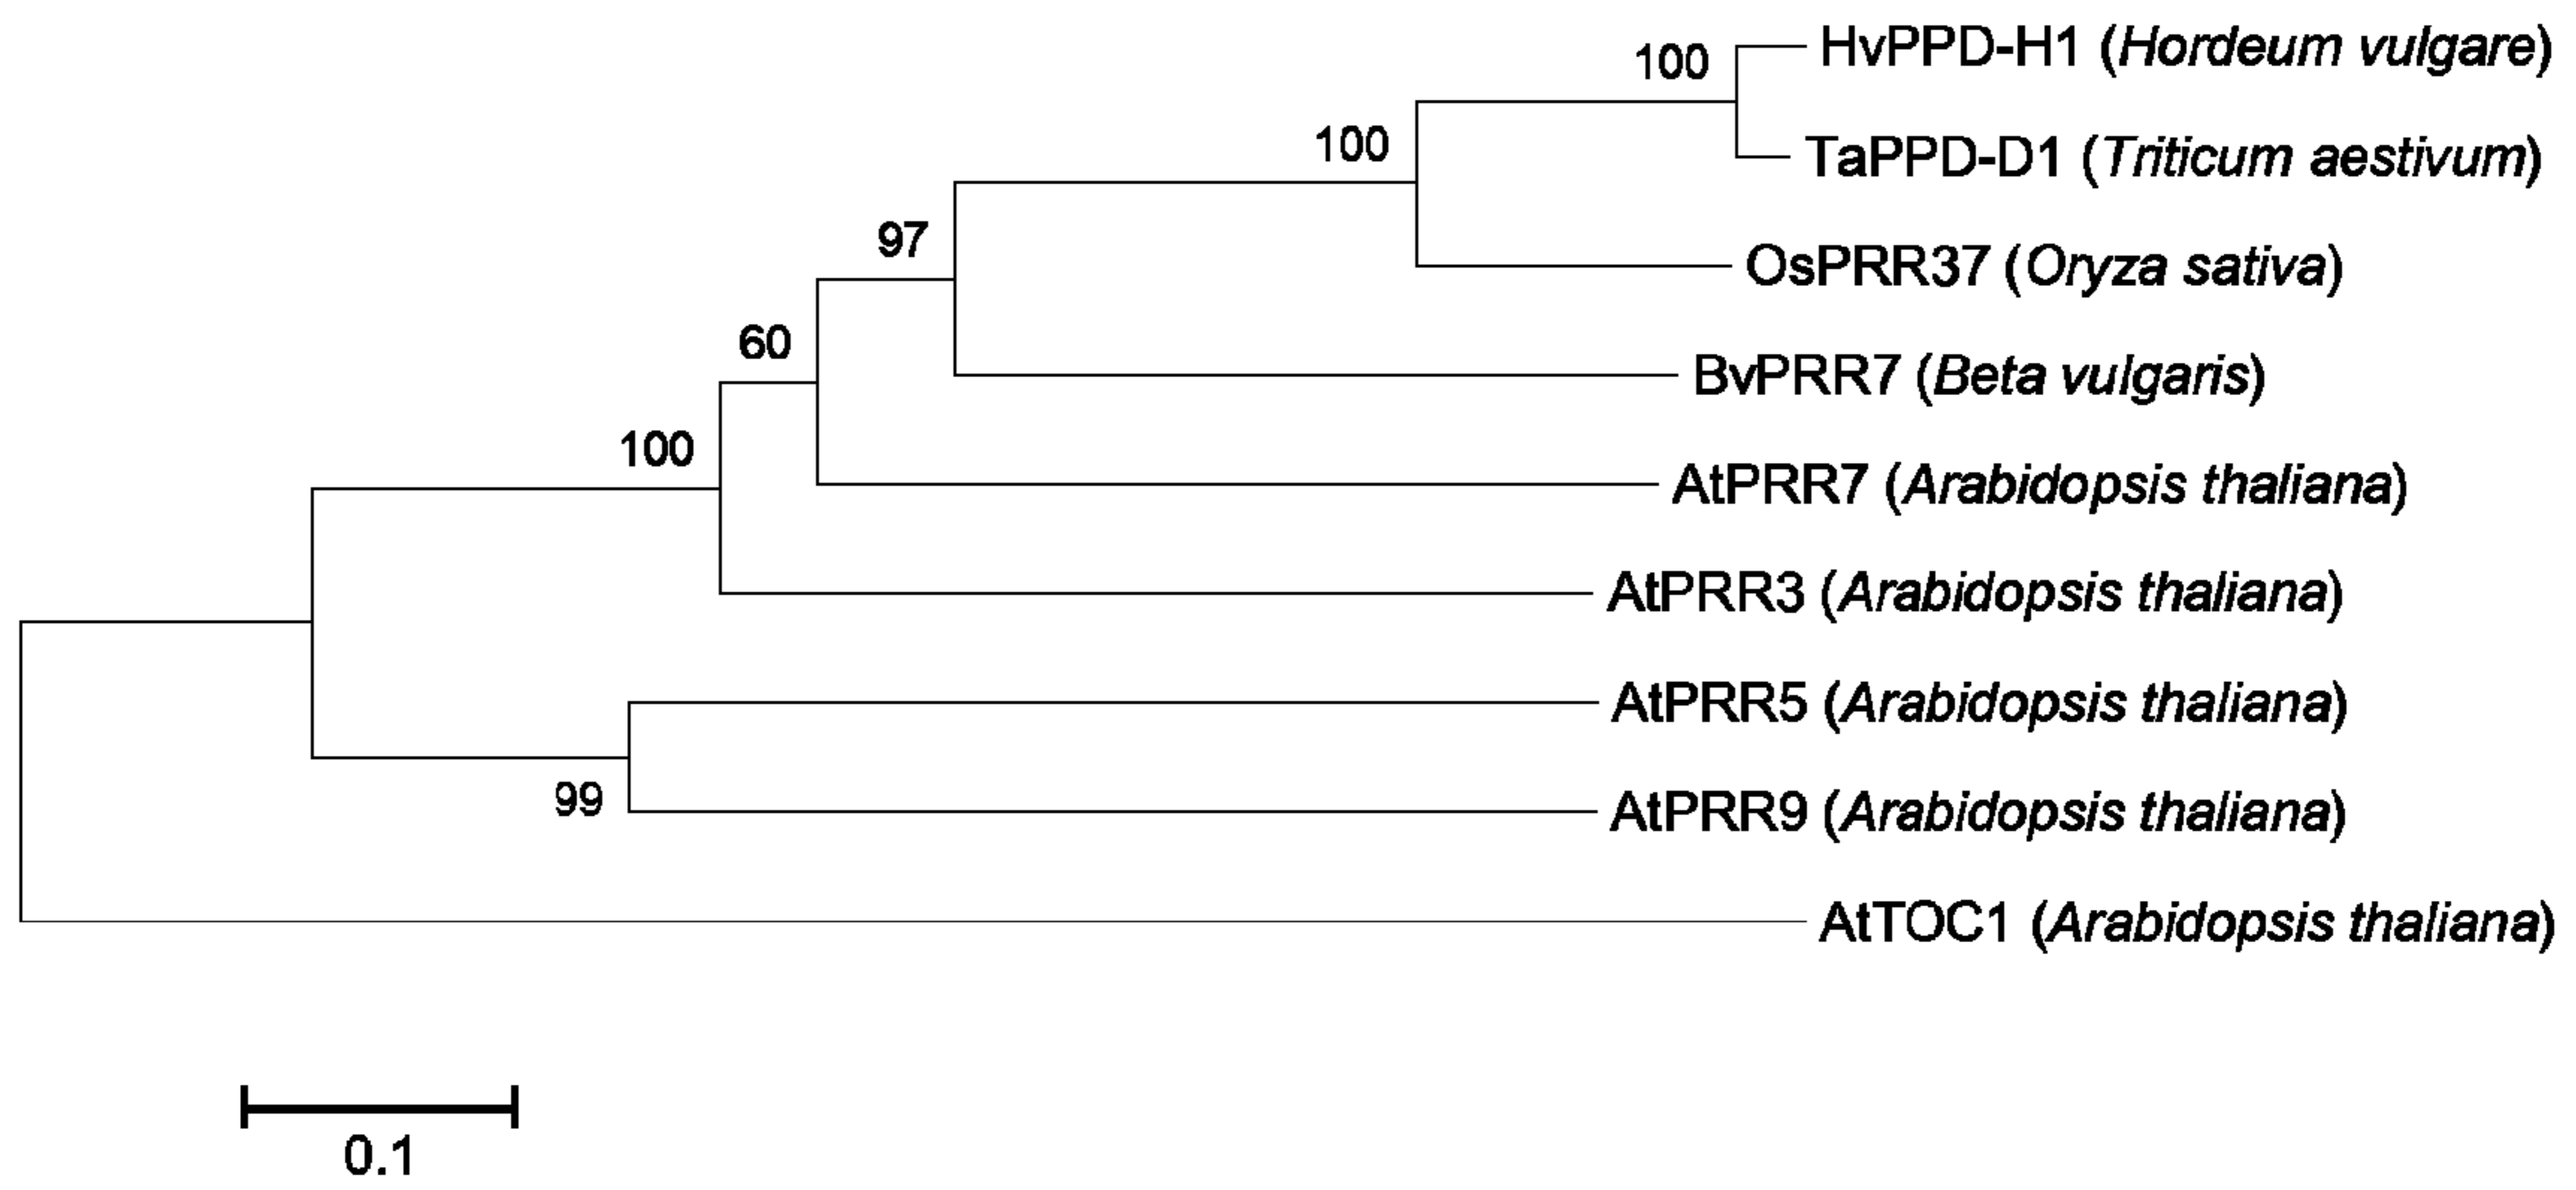 HvPPD-H1 (Hordeum vulgare)
100
TaPPD-D1 (Triticum aestivum)
100
OsPRR37 (Oryza sativa)
97
BvPRR7 (Beta vulgaris)
60
AtPRR7 (Arabidopsis thaliana)
100
AtPRR3 (Arabidopsis thaliana)
AtPRR5 (Arabidopsis thaliana)
99
AtPRR9 (Arabidopsis thaliana)
AtTOC1 (Arabidopsis thaliana)
0.1